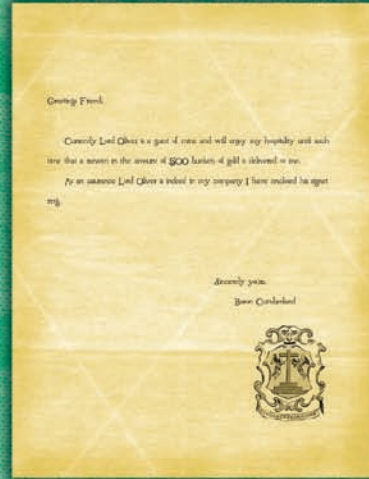 Greetings Friend,
Currently Lord Oliver is a guest of mine and will enjoy my hospitality until such
time that a ransom in the amount of 500 buckets of gold is delivered to me.
As an assurance Lord Oliver is indeed in my company I have enclosed his signet
ring.
Sincerely yours,
Baron Cumberland